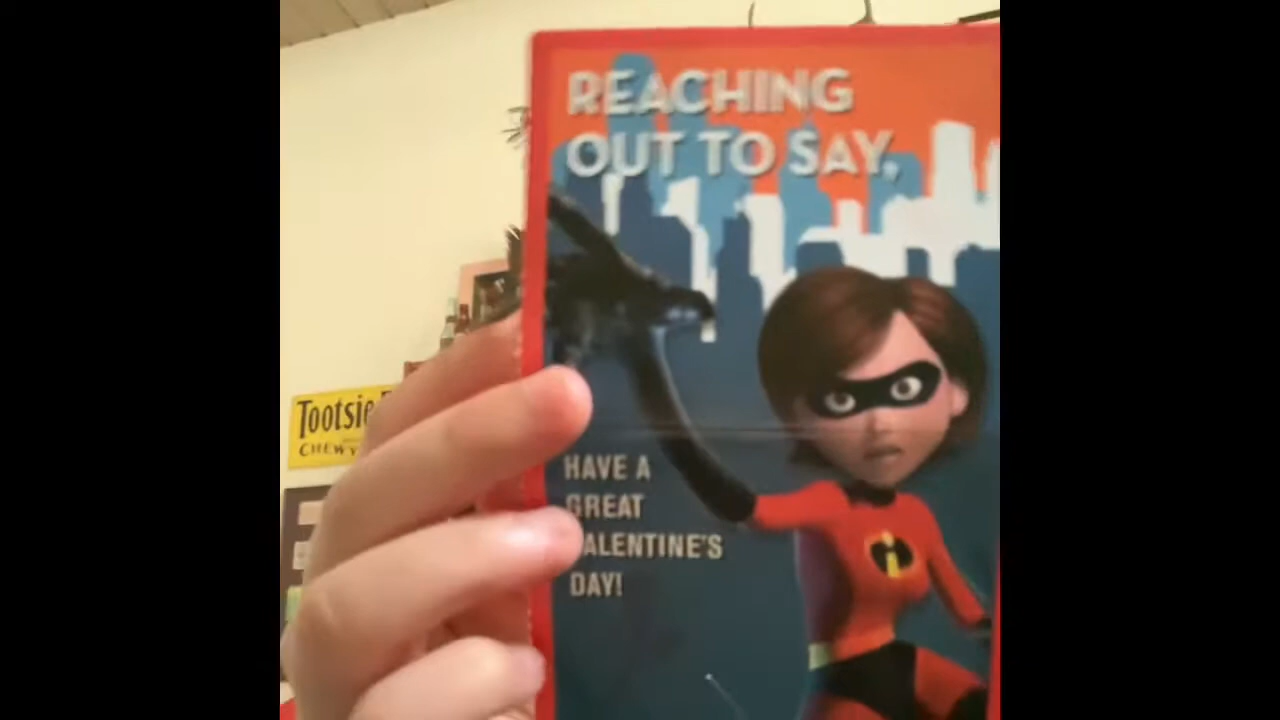 REACHING
OUT TO SAY,
Tootsie
CHEWY
HAVE A
GREAT
VALENTINE'S
DAY!